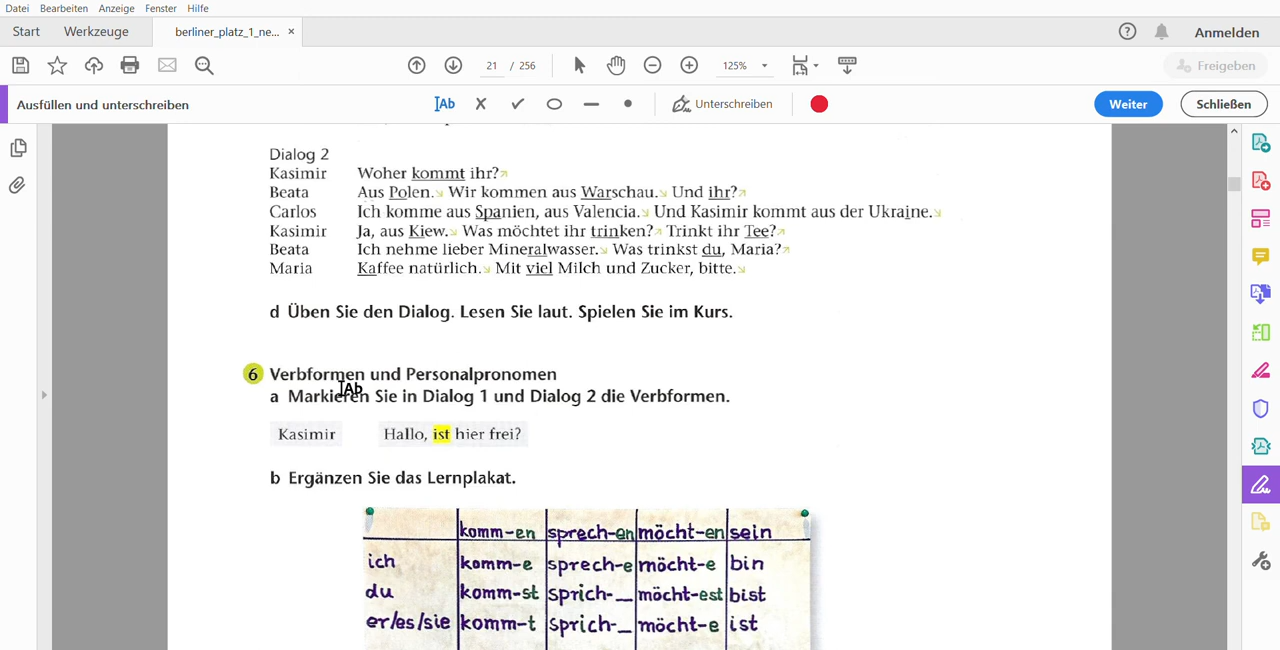 Datei Bearbeiten Anzeige Fenster Hilfe
Start Werkzeuge berliner_platz_1_ne... × Anmelden
21 / 256 125% Freigeben
Ausfüllen und unterschreiben Ab Unterschreiben Weiter Schließen
Dialog 2
Kasimir Woher kommt ihr?
Beata Aus Polen. Wir kommen aus Warschau. Und ihr?
Carlos Ich komme aus Spanien, aus Valencia. Und Kasimir kommt aus der Ukraine.
Kasimir Ja, aus Kiew. Was möchtet ihr trinken? Trinkt ihr Tee?
Beata Ich nehme lieber Mineralwasser. Was trinkst du, Maria?
Maria Kaffee natürlich. Mit viel Milch und Zucker, bitte.
d Üben Sie den Dialog. Lesen Sie laut. Spielen Sie im Kurs.
6 Verbformen und Personalpronomen
Ab
a Markieren Sie in Dialog 1 und Dialog 2 die Verbformen.
Kasimir Hallo, ist hier frei?
b Ergänzen Sie das Lernplakat.
komm-en sprech-en möcht-en sein
ich komm-e sprech-e möcht-e bin
du komm-st sprich-__ möcht-est bist
er/es/sie komm-t sprich-__ möcht-e ist